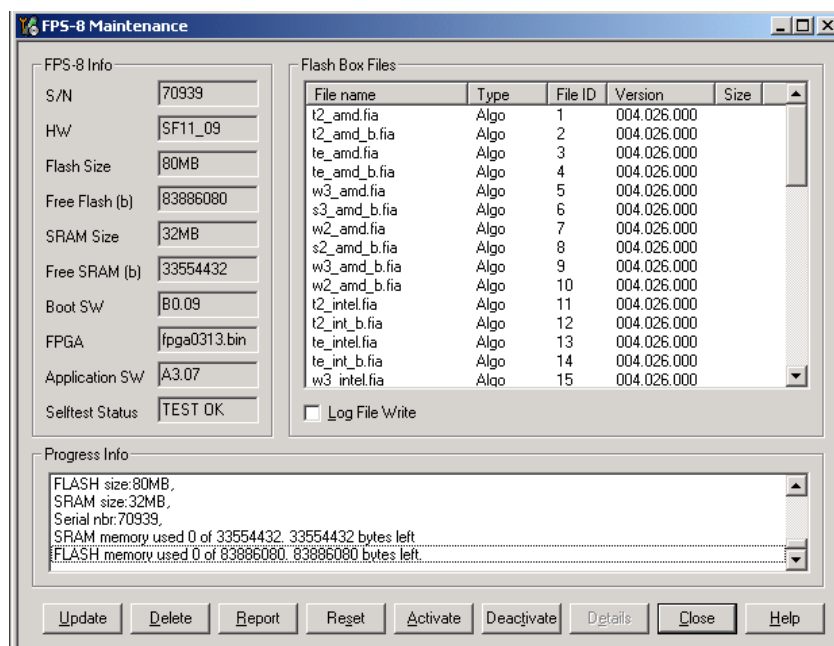 FPS-8 Maintenance
FPS-8 Info
S/N 70939
HW SF11_09
Flash Size 80MB
Free Flash (b) 83886080
SRAM Size 32MB
Free SRAM (b) 33554432
Boot SW B0.09
FPGA fpga0313.bin
Application SW A3.07
Selftest Status TEST OK
Flash Box Files
File name Type File ID Version Size
t2_amd.fia Algo 1 004.026.000
t2_amd_b.fia Algo 2 004.026.000
te_amd.fia Algo 3 004.026.000
te_amd_b.fia Algo 4 004.026.000
w3_amd.fia Algo 5 004.026.000
s3_amd_b.fia Algo 6 004.026.000
w2_amd.fia Algo 7 004.026.000
s2_amd_b.fia Algo 8 004.026.000
w3_amd_b.fia Algo 9 004.026.000
w2_amd_b.fia Algo 10 004.026.000
t2_intel.fia Algo 11 004.026.000
t2_int_b.fia Algo 12 004.026.000
te_intel.fia Algo 13 004.026.000
te_int_b.fia Algo 14 004.026.000
w3_intel.fia Algo 15 004.026.000
Log File Write
Progress Info
FLASH size:80MB,
SRAM size:32MB,
Serial nbr:70939,
SRAM memory used 0 of 33554432. 33554432 bytes left
FLASH memory used 0 of 83886080. 83886080 bytes left.
Update Delete Report Reset Activate Deactivate Details Close Help